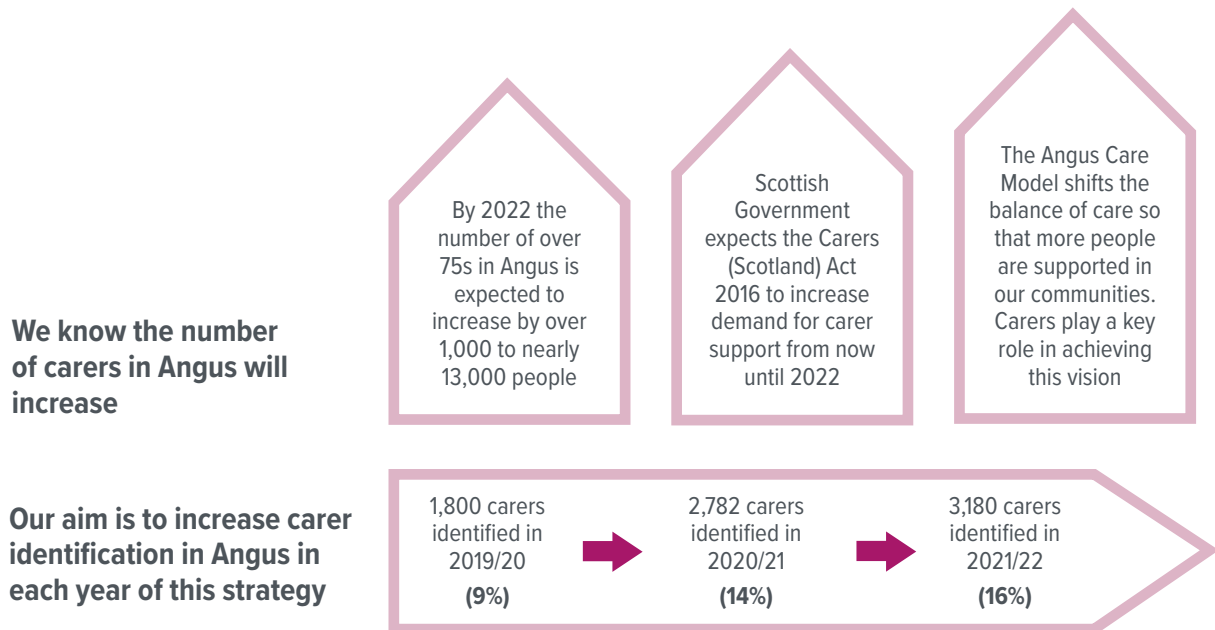 We know the number
of carers in Angus will
increase
By 2022 the
number of over
75s in Angus is
expected to
increase by over
1,000 to nearly
13,000 people
Scottish
Government
expects the Carers
(Scotland) Act
2016 to increase
demand for carer
support from now
until 2022
The Angus Care
Model shifts the
balance of care so
that more people
are supported in
our communities.
Carers play a key
role in achieving
this vision
Our aim is to increase carer
identification in Angus in
each year of this strategy
1,800 carers
identified in
2019/20
(9%)
2,782 carers
identified in
2020/21
(14%)
3,180 carers
identified in
2021/22
(16%)